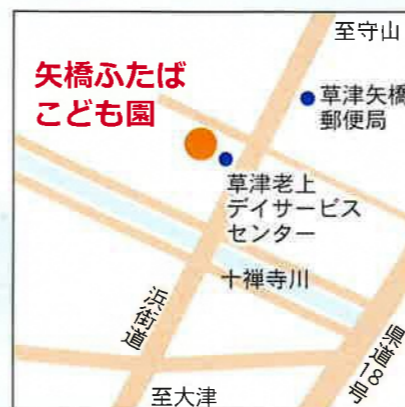 至守山
矢橋ふたば
こども園
草津矢橋
郵便局
草津老上
デイサービス
センター
十禅寺川
浜街道
県道18号
至大津